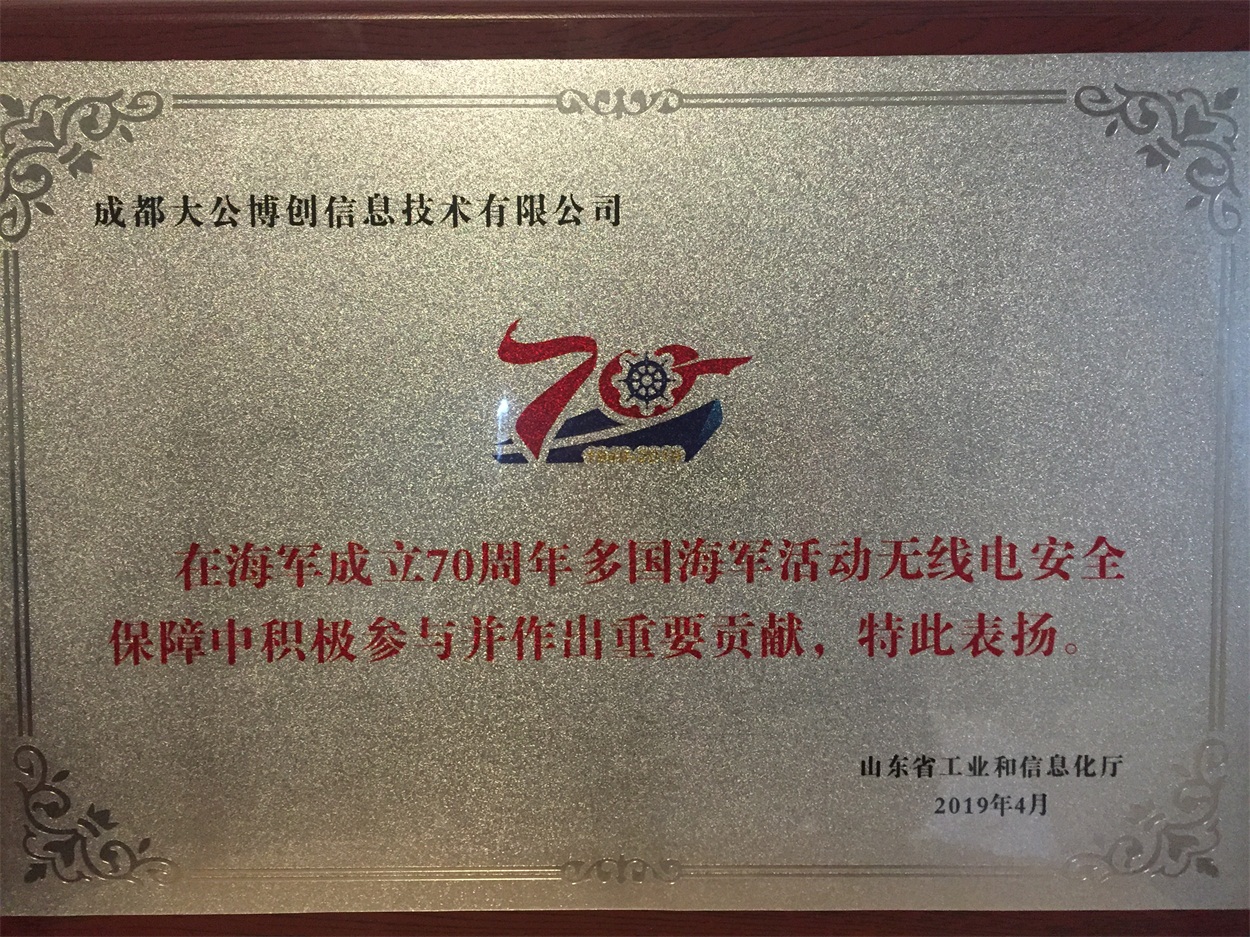 成都大公博创信息技术有限公司
70
在海军成立70周年多国海军活动无线电安全
保障中积极参与并作出重要贡献，特此表扬。
山东省工业和信息化厅
2019年4月